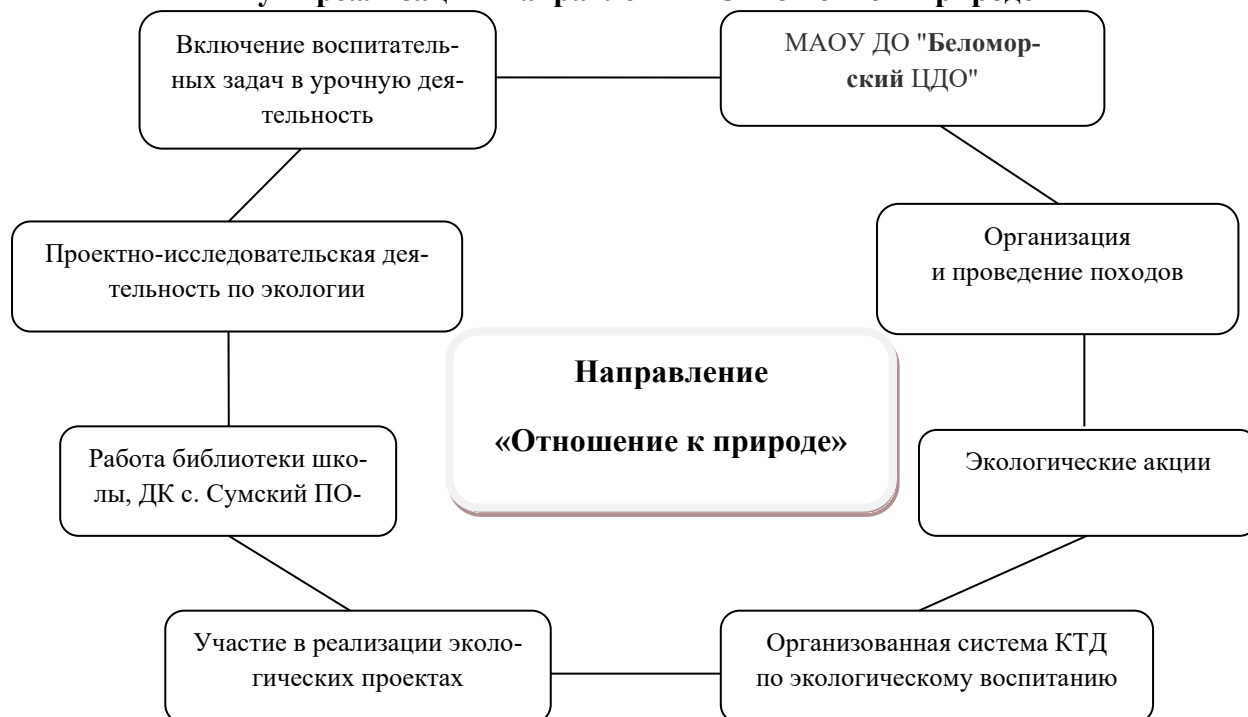 Включение воспитатель-
ных задач в урочную дея-
тельность
МАОУ ДО "Беломор-
ский ЦДО"
Проектно-исследовательская дея-
тельность по экологии
Организация
и проведение походов
Направление
«Отношение к природе»
Работа библиотеки шко-
лы, ДК с. Сумский ПО-
Экологические акции
Участие в реализации эколо-
гических проектах
Организованная система КТД
по экологическому воспитанию